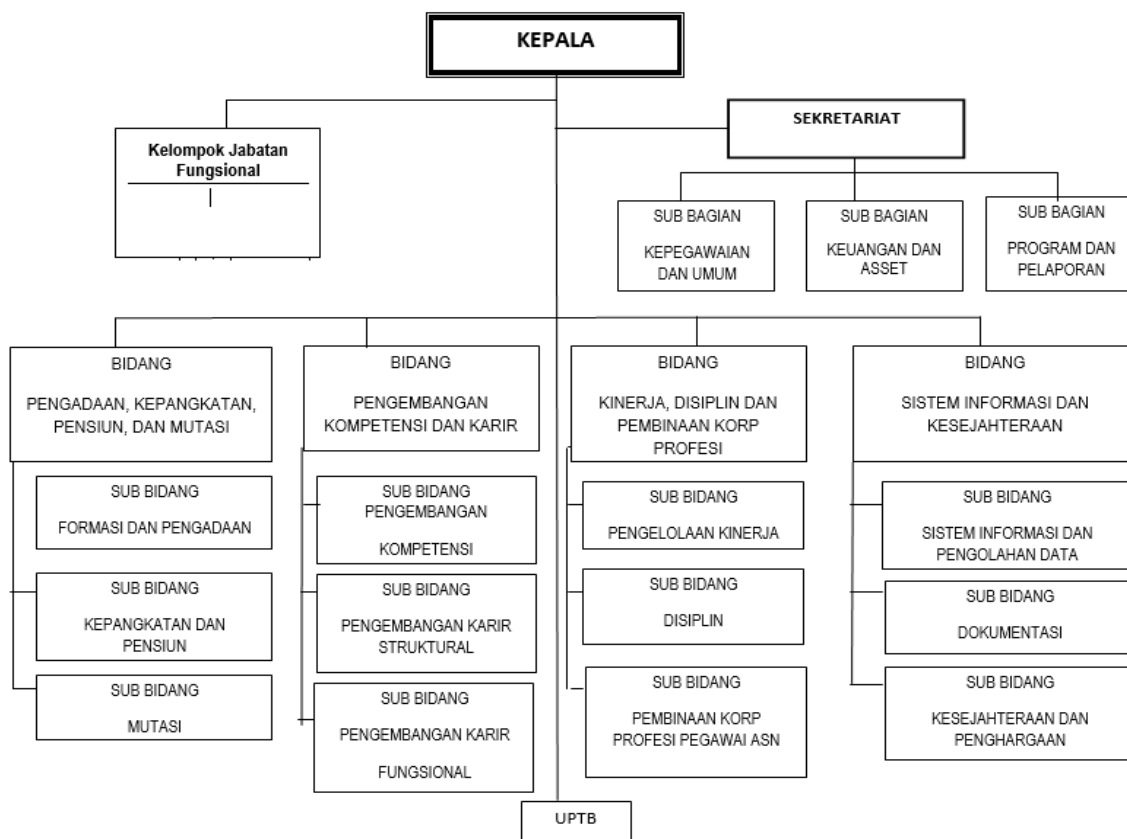 KEPALA
SEKRETARIAT
Kelompok Jabatan
Fungsional
SUB BAGIAN
KEPEGAWAIAN
DAN UMUM
SUB BAGIAN
KEUANGAN DAN
ASSET
SUB BAGIAN
PROGRAM DAN
PELAPORAN
BIDANG
PENGADAAN, KEPANGKATAN,
PENSIUN, DAN MUTASI
SUB BIDANG
FORMASI DAN PENGADAAN
SUB BIDANG
KEPANGKATAN DAN
PENSIUN
SUB BIDANG
MUTASI
BIDANG
PENGEMBANGAN
KOMPETENSI DAN KARIR
SUB BIDANG
PENGEMBANGAN
KOMPETENSI
SUB BIDANG
PENGEMBANGAN KARIR
STRUKTURAL
SUB BIDANG
PENGEMBANGAN KARIR
FUNGSIONAL
BIDANG
KINERJA, DISIPLIN DAN
PEMBINAAN KORP
PROFESI
SUB BIDANG
PENGELOLAAN KINERJA
SUB BIDANG
DISIPLIN
SUB BIDANG
PEMBINAAN KORP
PROFESI PEGAWAI ASN
BIDANG
SISTEM INFORMASI DAN
KESEJAHTERAAN
SUB BIDANG
SISTEM INFORMASI DAN
PENGOLAHAN DATA
SUB BIDANG
DOKUMENTASI
SUB BIDANG
KESEJAHTERAAN DAN
PENGHARGAAN
UPTB